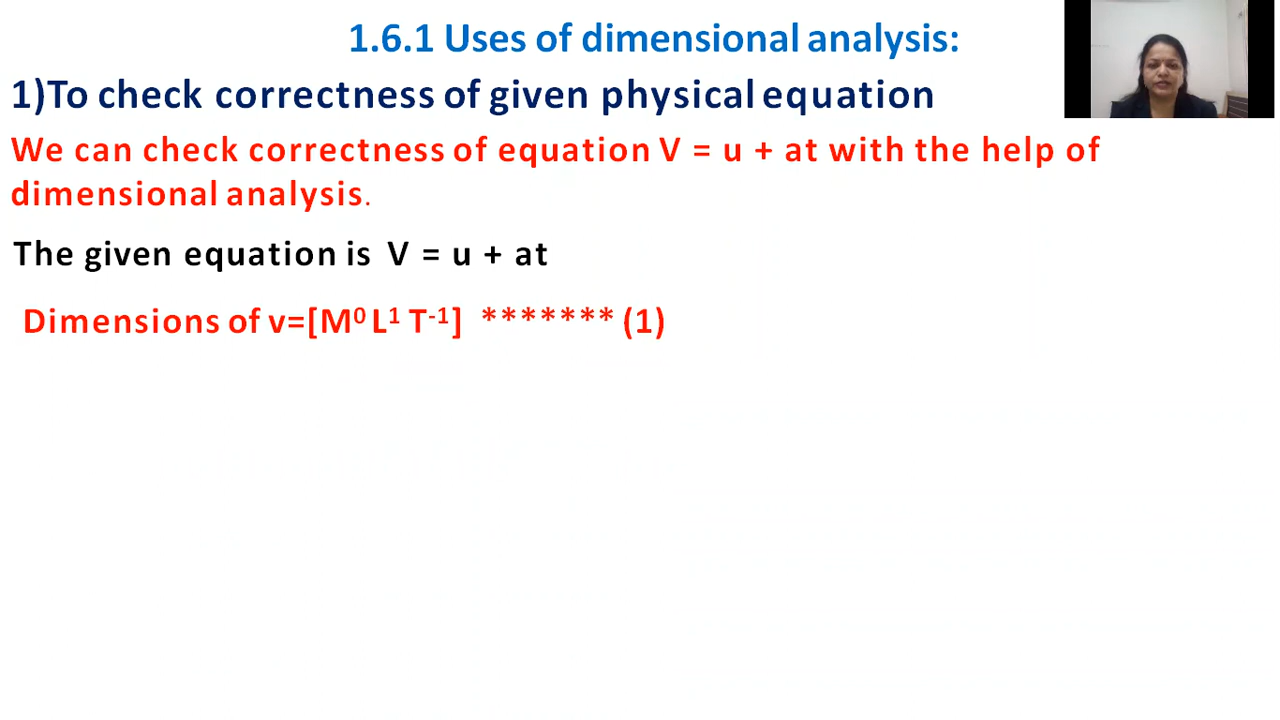 1.6.1 Uses of dimensional analysis:
1)To check correctness of given physical equation
We can check correctness of equation V = u + at with the help of
dimensional analysis.
The given equation is V = u + at
Dimensions of v=[M⁰ L¹ T⁻¹] ******* (1)